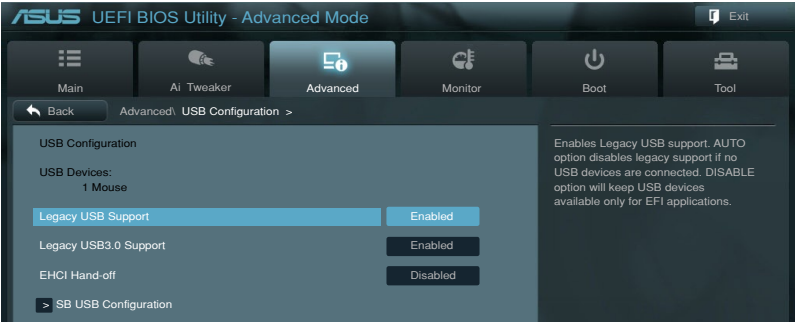 ASUS UEFI BIOS Utility - Advanced Mode
Exit
Main
Ai Tweaker
Advanced
Monitor
Boot
Tool
Back
Advanced\ USB Configuration >
USB Configuration
USB Devices:
1 Mouse
Legacy USB Support Enabled
Legacy USB3.0 Support Enabled
EHCI Hand-off Disabled
> SB USB Configuration
Enables Legacy USB support. AUTO
option disables legacy support if no
USB devices are connected. DISABLE
option will keep USB devices
available only for EFI applications.